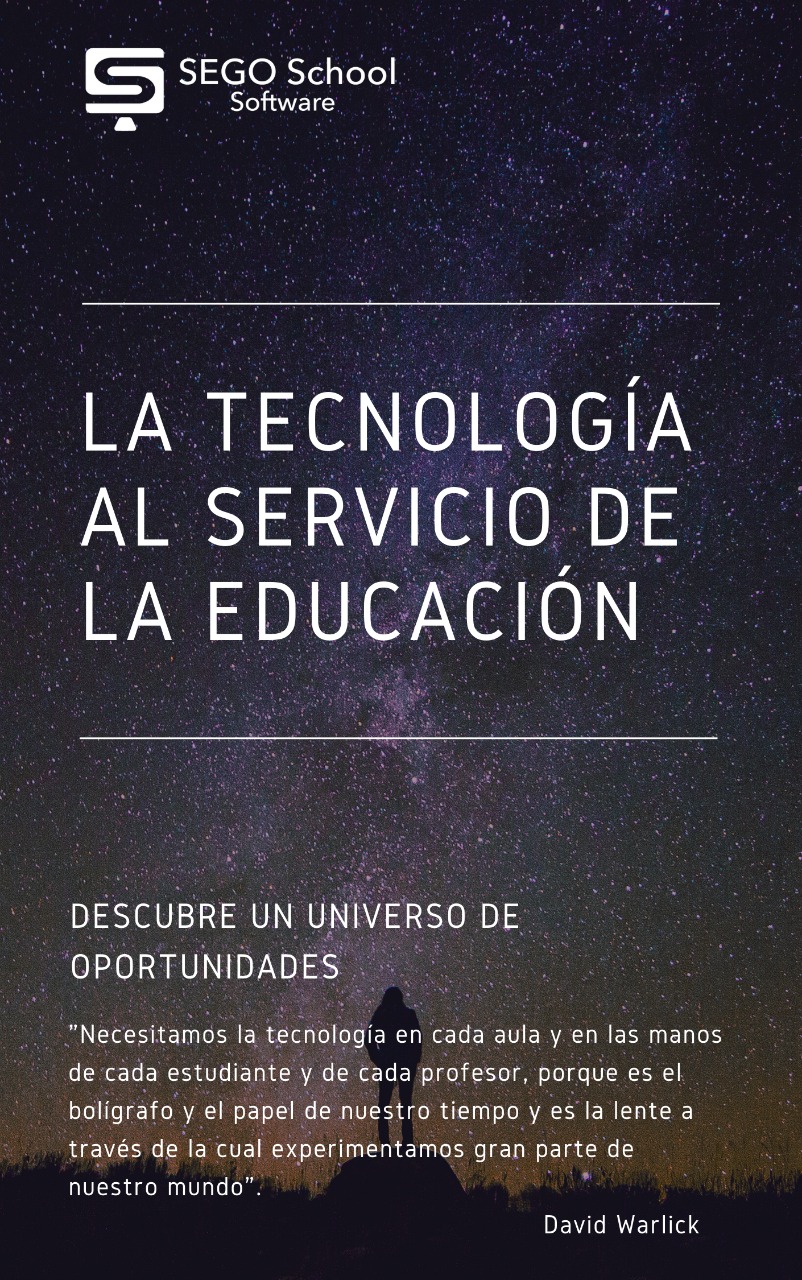 SEGO School
Software
LA TECNOLOGÍA
AL SERVICIO DE
LA EDUCACIÓN
DESCUBRE UN UNIVERSO DE
OPORTUNIDADES
”Necesitamos la tecnología en cada aula y en las manos
de cada estudiante y de cada profesor, porque es el
bolígrafo y el papel de nuestro tiempo y es la lente a
través de la cual experimentamos gran parte de
nuestro mundo”.
David Warlick